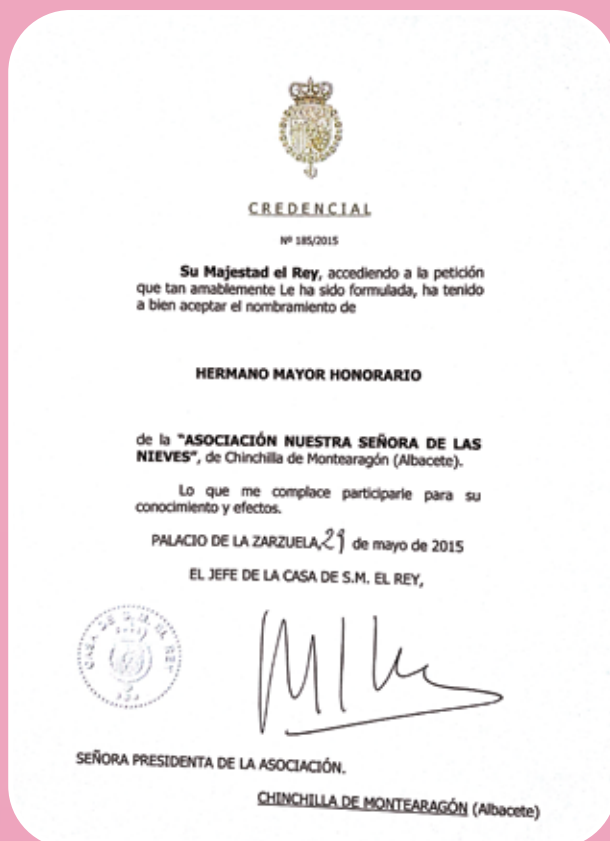 CREDENCIAL
Nº 185/2015
Su Majestad el Rey, accediendo a la petición
que tan amablemente Le ha sido formulada, ha tenido
a bien aceptar el nombramiento de
HERMANO MAYOR HONORARIO
de la "ASOCIACIÓN NUESTRA SEÑORA DE LAS
NIEVES", de Chinchilla de Montearagón (Albacete).
Lo que me complace participarle para su
conocimiento y efectos.
PALACIO DE LA ZARZUELA, 29 de mayo de 2015
EL JEFE DE LA CASA DE S.M. EL REY,
CASA DE S. M. EL REY
SEÑORA PRESIDENTA DE LA ASOCIACIÓN.
CHINCHILLA DE MONTEARAGÓN (Albacete)